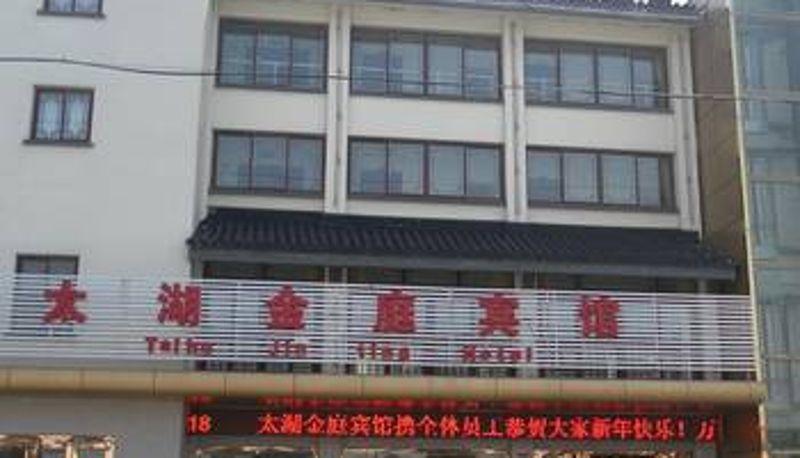 太湖金庭宾馆
Taihu Jin ting Hotel
18 太湖金庭宾馆携全体员工恭贺大家新年快乐！万